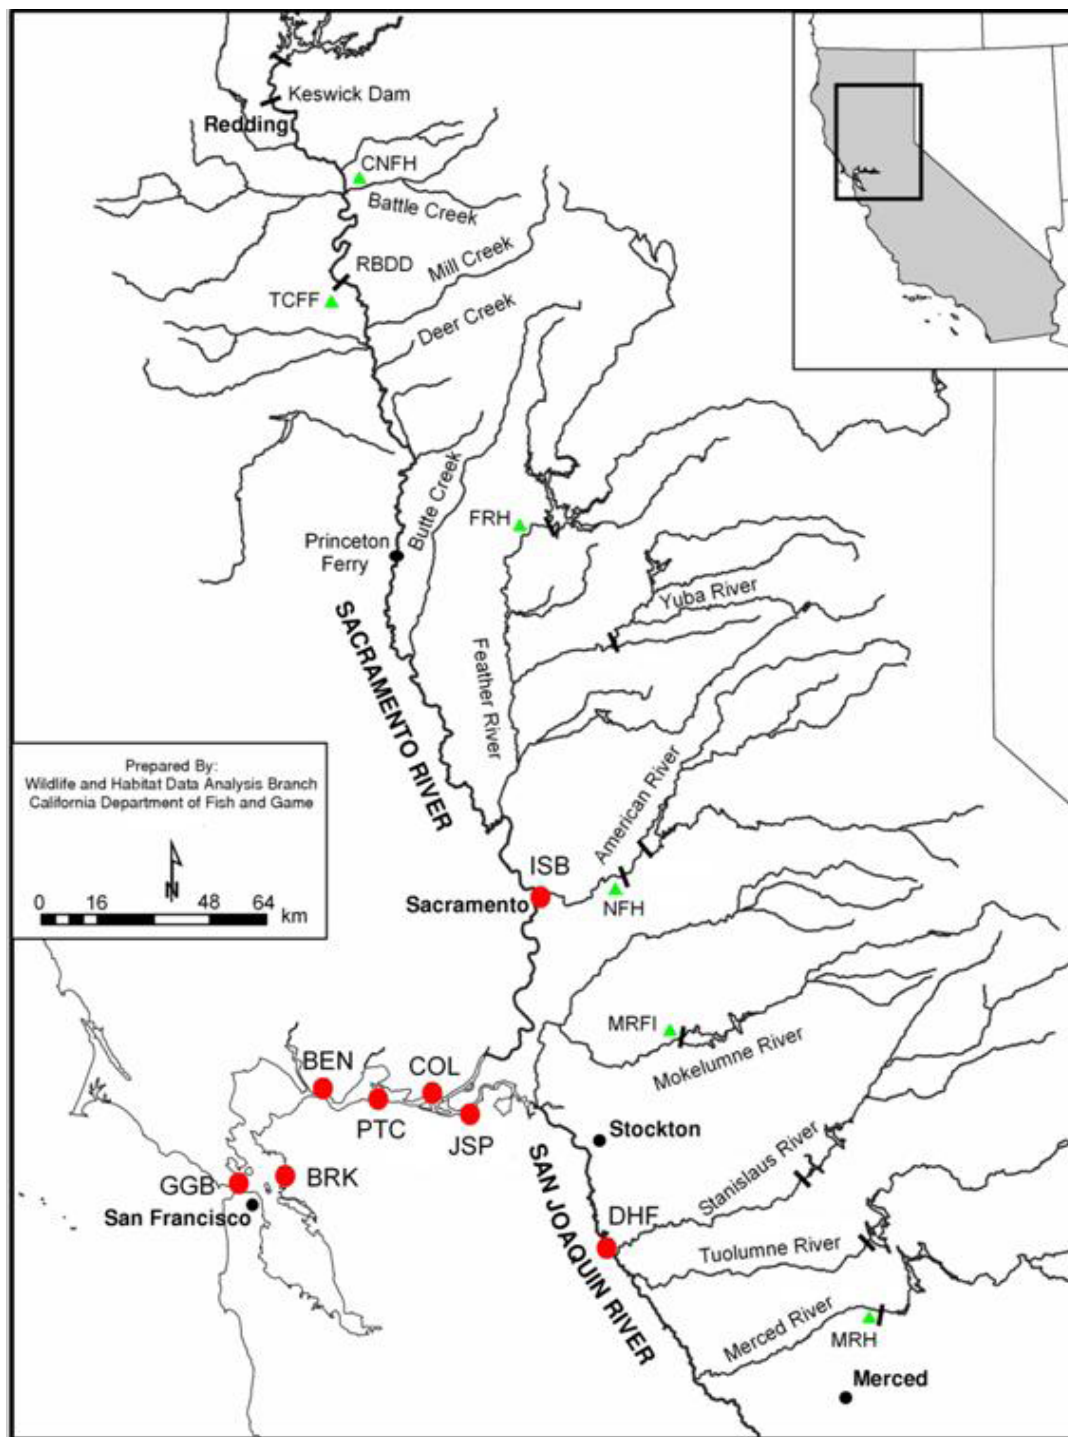 Keswick Dam
Redding
CNFH
Battle Creek
RBDD
Mill Creek
TCFF
Deer Creek
Butte Creek
FRH
Princeton
Ferry
Yuba River
SACRAMENTO RIVER
Feather River
Prepared By:
Wildlife and Habitat Data Analysis Branch
California Department of Fish and Game
N
0 16 48 64
km
American River
ISB
Sacramento
NFH
MRFI
Mokelumne River
BEN
COL
PTC
JSP
Stockton
Stanislaus River
GGB
BRK
San Francisco
SAN JOAQUIN RIVER
DHF
Tuolumne River
Merced River
MRH
Merced